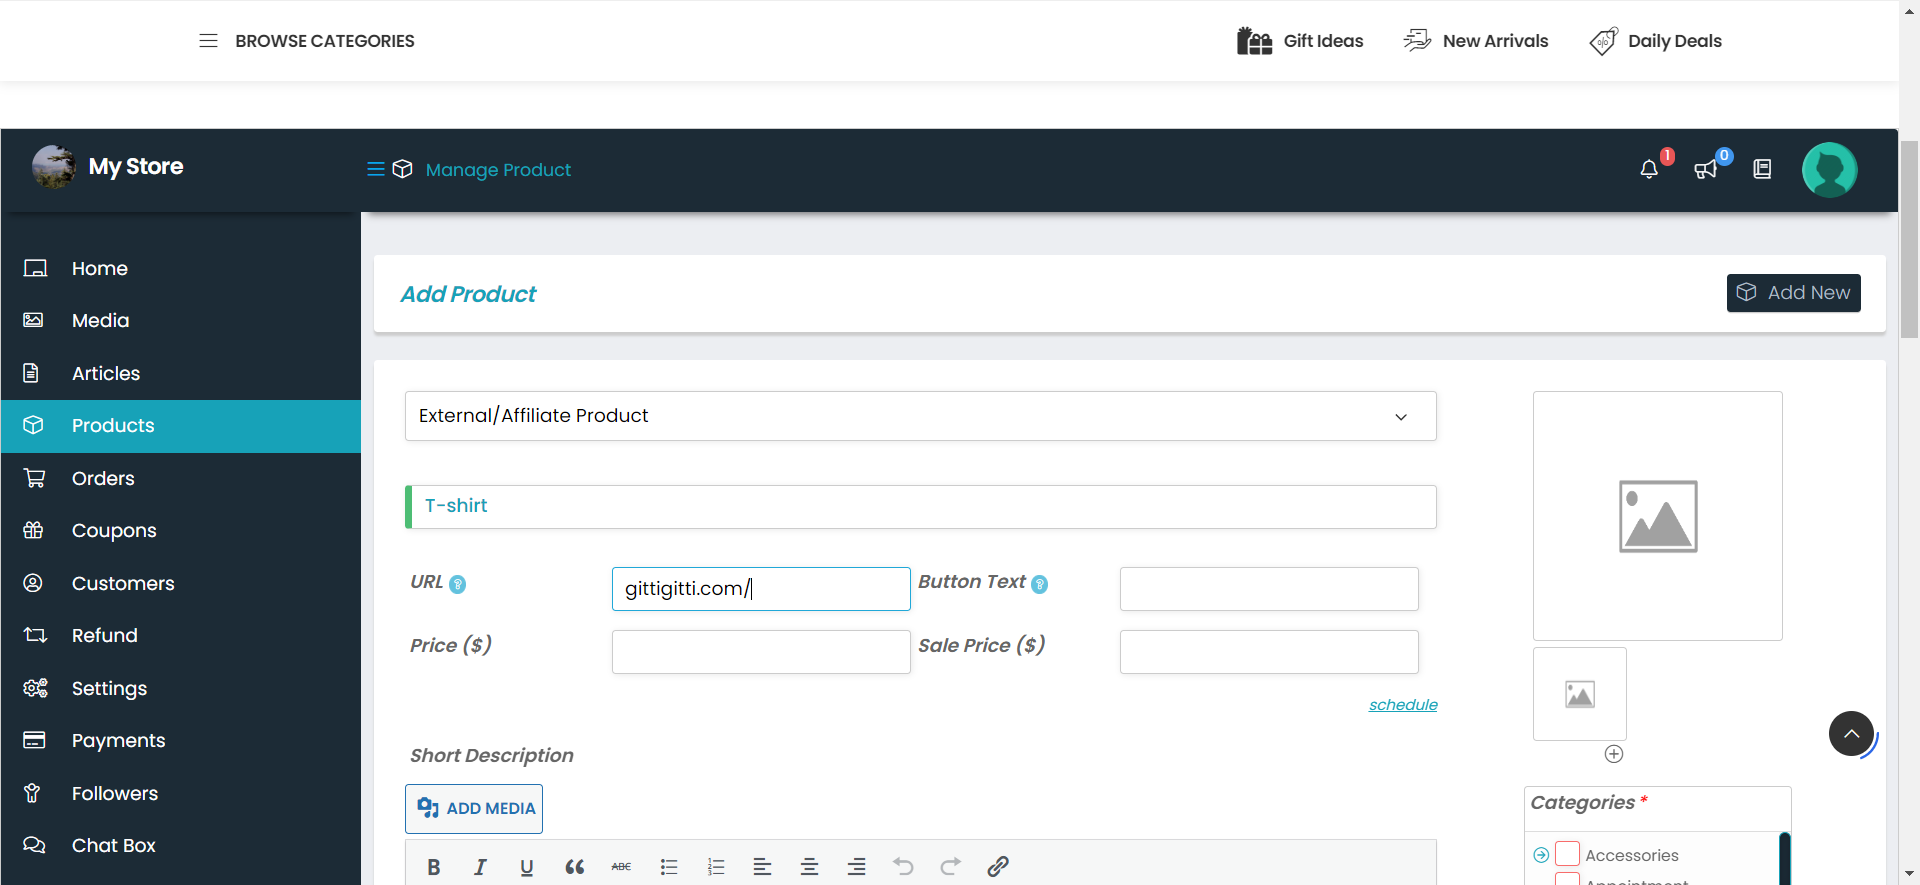 BROWSE CATEGORIES
Gift Ideas
New Arrivals
Daily Deals
My Store
Manage Product
1
0
Home
Media
Articles
Products
Orders
Coupons
Customers
Refund
Settings
Payments
Followers
Chat Box
Add Product
Add New
External/Affiliate Product
T-shirt
URL ?
gittigitti.com/
Button Text ?
Price ($)
Sale Price ($)
schedule
Short Description
ADD MEDIA
B I U ABC
Categories *
Accessories
Appointment